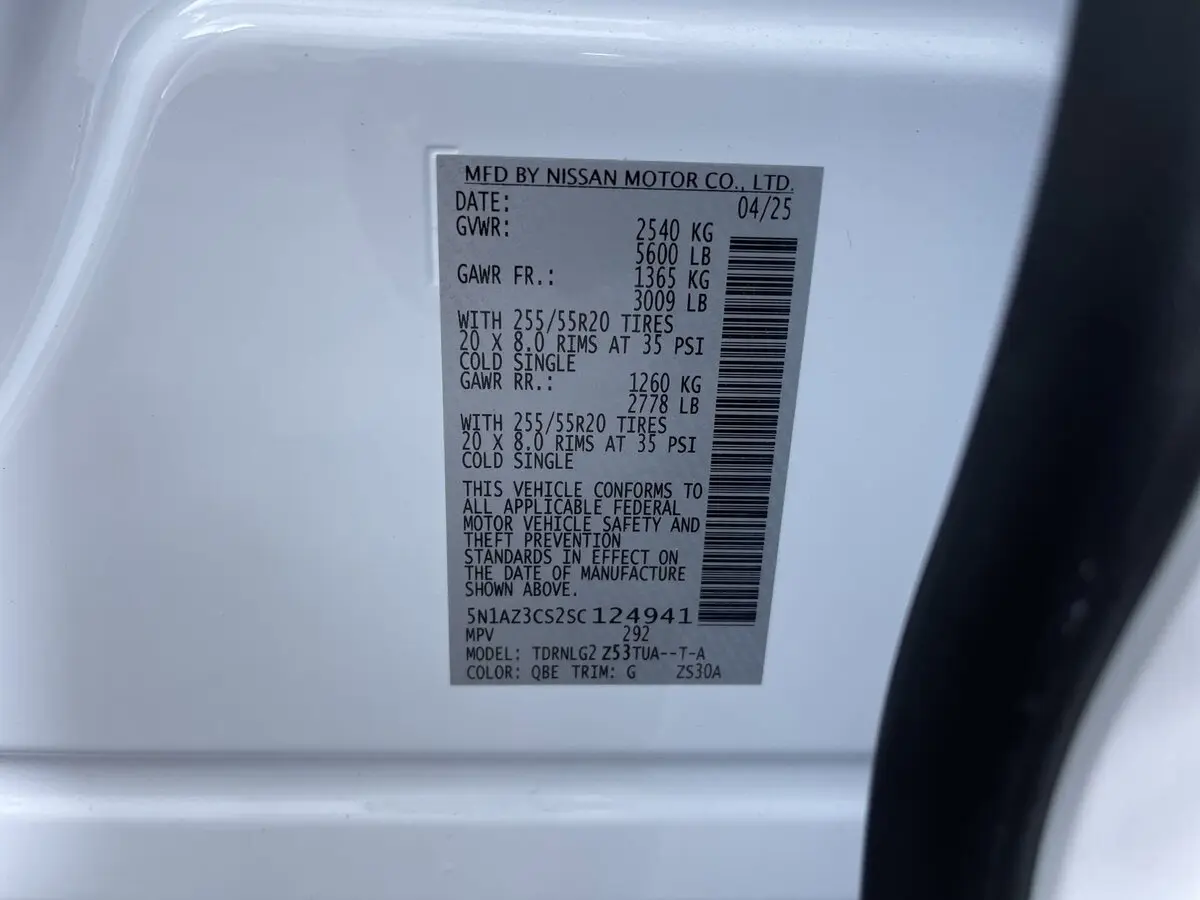 MFD BY NISSAN MOTOR CO., LTD.
DATE: 04/25
GVWR: 2540 KG
5600 LB
GAWR FR.: 1365 KG
3009 LB
WITH 255/55R20 TIRES
20 X 8.0 RIMS AT 35 PSI
COLD SINGLE
GAWR RR.: 1260 KG
2778 LB
WITH 255/55R20 TIRES
20 X 8.0 RIMS AT 35 PSI
COLD SINGLE
THIS VEHICLE CONFORMS TO
ALL APPLICABLE FEDERAL
MOTOR VEHICLE SAFETY AND
THEFT PREVENTION
STANDARDS IN EFFECT ON
THE DATE OF MANUFACTURE
SHOWN ABOVE.
5N1AZ3CS2SC124941
MPV 292
MODEL: TDRNLG2 Z53TUA--T-A
COLOR: QBE TRIM: G ZS30A